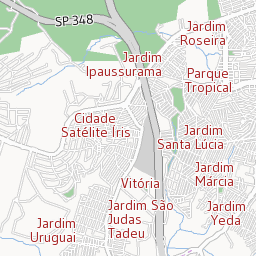 SP 348
Jardim
Roseira
Jardim
Ipaussurama
Parque
Tropical
Cidade
Satélite Íris
Jardim
Santa Lúcia
Jardim
Márcia
Vitória
Jardim São
Judas
Tadeu
Jardim
Yeda
Jardim
Uruguai